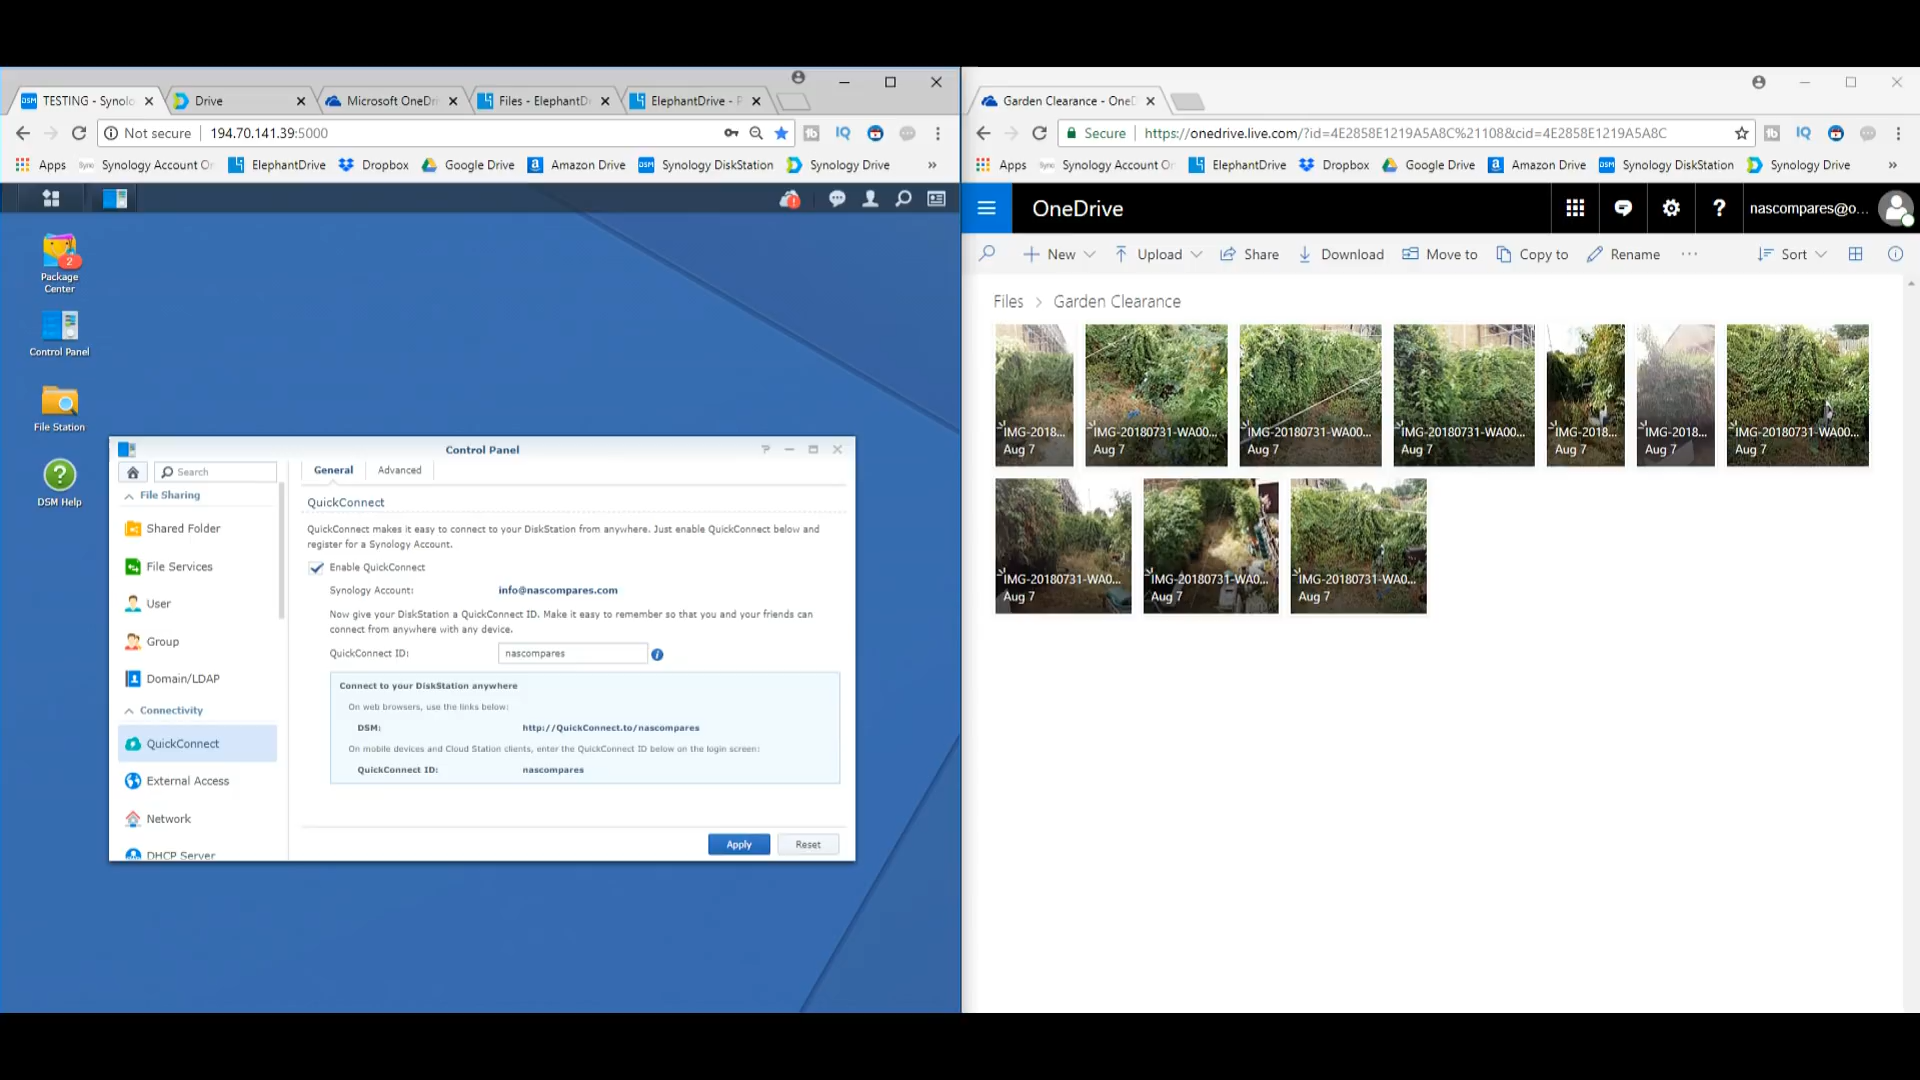 TESTING - Synolo
Drive
Microsoft OneDri
Files - ElephantD
ElephantDrive - P
Not secure
194.70.141.39:5000
Apps
Synology Account On
ElephantDrive
Dropbox
Google Drive
Amazon Drive
Synology DiskStation
Synology Drive
»
2
Package
Center
Control Panel
File Station
DSM Help
Control Panel
Search
File Sharing
Shared Folder
File Services
User
Group
Domain/LDAP
Connectivity
QuickConnect
External Access
Network
DHCP Server
General
Advanced
QuickConnect
QuickConnect makes it easy to connect to your DiskStation from anywhere. Just enable QuickConnect below and
register for a Synology Account.
Enable QuickConnect
Synology Account: info@nascompares.com
Now give your DiskStation a QuickConnect ID. Make it easy to remember so that you and your friends can
connect from anywhere with any device.
QuickConnect ID: nascompares
Connect to your DiskStation anywhere
On web browsers, use the links below:
DSM: http://QuickConnect.to/nascompares
On mobile devices and Cloud Station clients, enter the QuickConnect ID below on the login screen:
QuickConnect ID: nascompares
Apply
Reset
Garden Clearance - OneD
Secure
https://onedrive.live.com/?id=4E2858E1219A5A8C%21108&cid=4E2858E1219A5A8C
Apps
Synology Account On
ElephantDrive
Dropbox
Google Drive
Amazon Drive
Synology DiskStation
Synology Drive
»
OneDrive
nascompares@o...
New
Upload
Share
Download
Move to
Copy to
Rename
...
Sort
Files > Garden Clearance
IMG-2018...
Aug 7
IMG-20180731-WA00...
Aug 7
IMG-20180731-WA00...
Aug 7
IMG-20180731-WA00...
Aug 7
IMG-2018...
Aug 7
IMG-2018...
Aug 7
IMG-20180731-WA00...
Aug 7
IMG-20180731-WA0...
Aug 7
IMG-20180731-WA0...
Aug 7
IMG-20180731-WA0...
Aug 7